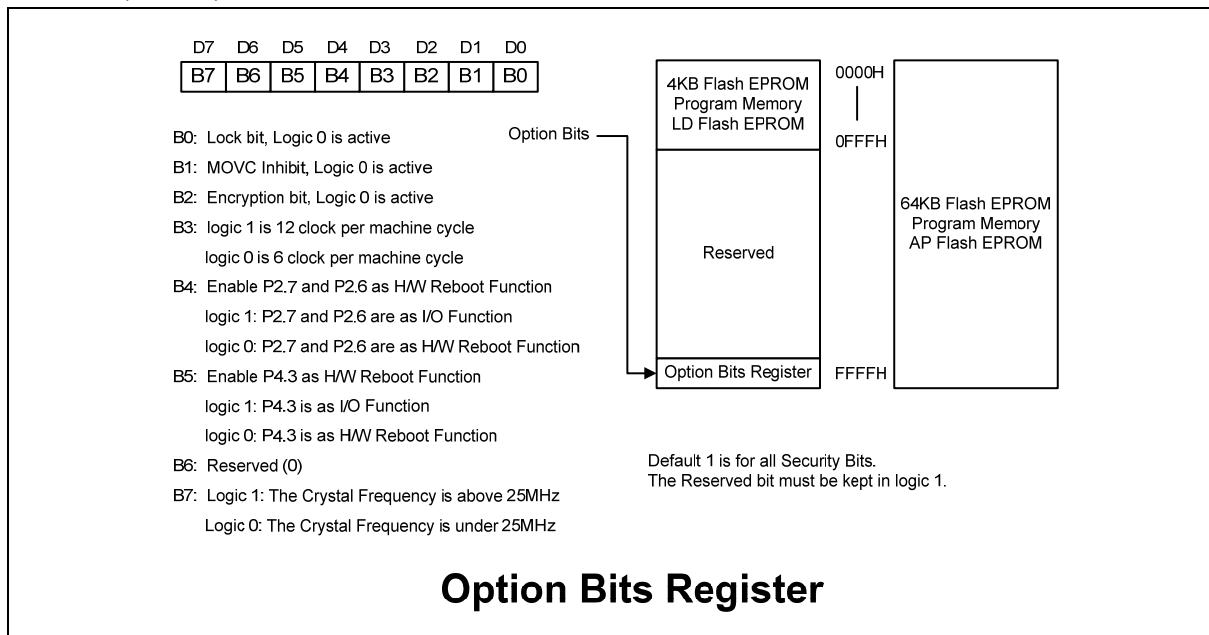 D7 D6 D5 D4 D3 D2 D1 D0
B7 B6 B5 B4 B3 B2 B1 B0
B0: Lock bit, Logic 0 is active
B1: MOVC Inhibit, Logic 0 is active
B2: Encryption bit, Logic 0 is active
B3: logic 1 is 12 clock per machine cycle
logic 0 is 6 clock per machine cycle
B4: Enable P2.7 and P2.6 as H/W Reboot Function
logic 1: P2.7 and P2.6 are as I/O Function
logic 0: P2.7 and P2.6 are as H/W Reboot Function
B5: Enable P4.3 as H/W Reboot Function
logic 1: P4.3 is as I/O Function
logic 0: P4.3 is as H/W Reboot Function
B6: Reserved (0)
B7: Logic 1: The Crystal Frequency is above 25MHz
Logic 0: The Crystal Frequency is under 25MHz
Option Bits
4KB Flash EPROM
Program Memory
LD Flash EPROM
Reserved
Option Bits Register
0000H
0FFFH
FFFFH
64KB Flash EPROM
Program Memory
AP Flash EPROM
Default 1 is for all Security Bits.
The Reserved bit must be kept in logic 1.
Option Bits Register